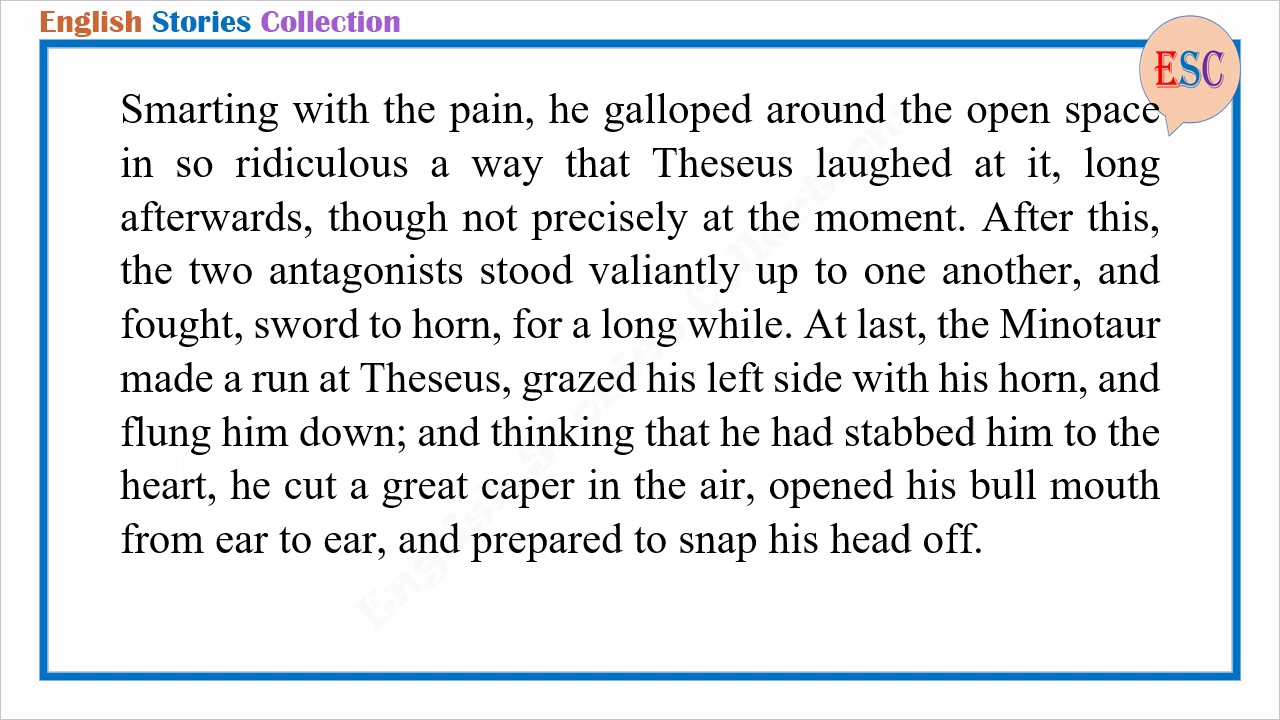 English Stories Collection
ESC
Smarting with the pain, he galloped around the open space
in so ridiculous a way that Theseus laughed at it, long
afterwards, though not precisely at the moment. After this,
the two antagonists stood valiantly up to one another, and
fought, sword to horn, for a long while. At last, the Minotaur
made a run at Theseus, grazed his left side with his horn, and
flung him down; and thinking that he had stabbed him to the
heart, he cut a great caper in the air, opened his bull mouth
from ear to ear, and prepared to snap his head off.
English Stories Collection